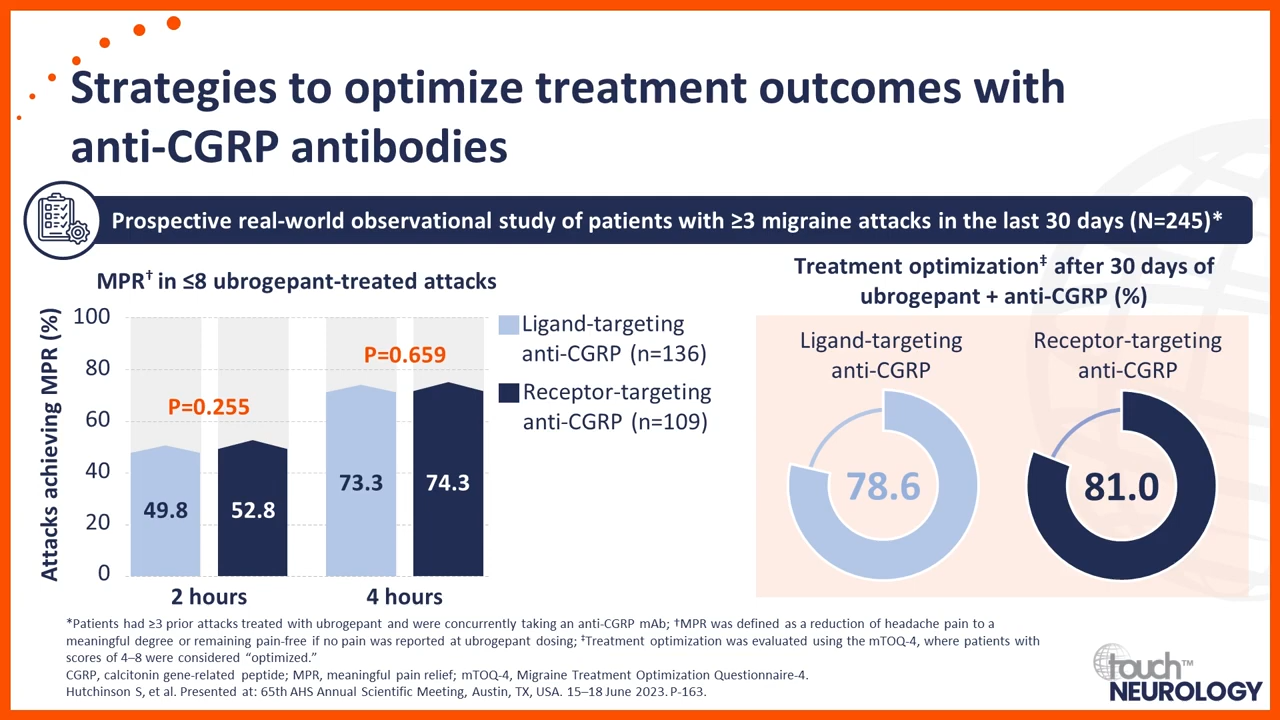 Strategies to optimize treatment outcomes with
anti-CGRP antibodies
Prospective real-world observational study of patients with ≥3 migraine attacks in the last 30 days (N=245)*
MPR† in ≤8 ubrogepant-treated attacks
Attacks achieving MPR (%)
100
80
60
40
20
0
P=0.255
P=0.659
49.8
52.8
73.3
74.3
2 hours
4 hours
Ligand-targeting
anti-CGRP (n=136)
Receptor-targeting
anti-CGRP (n=109)
Treatment optimization‡ after 30 days of
ubrogepant + anti-CGRP (%)
Ligand-targeting
anti-CGRP
78.6
Receptor-targeting
anti-CGRP
81.0
*Patients had ≥3 prior attacks treated with ubrogepant and were concurrently taking an anti-CGRP mAb; †MPR was defined as a reduction of headache pain to a
meaningful degree or remaining pain-free if no pain was reported at ubrogepant dosing; ‡Treatment optimization was evaluated using the mTOQ-4, where patients with
scores of 4–8 were considered “optimized.”
CGRP, calcitonin gene-related peptide; MPR, meaningful pain relief; mTOQ-4, Migraine Treatment Optimization Questionnaire-4.
Hutchinson S, et al. Presented at: 65th AHS Annual Scientific Meeting, Austin, TX, USA. 15–18 June 2023. P-163.
touch™
NEUROLOGY